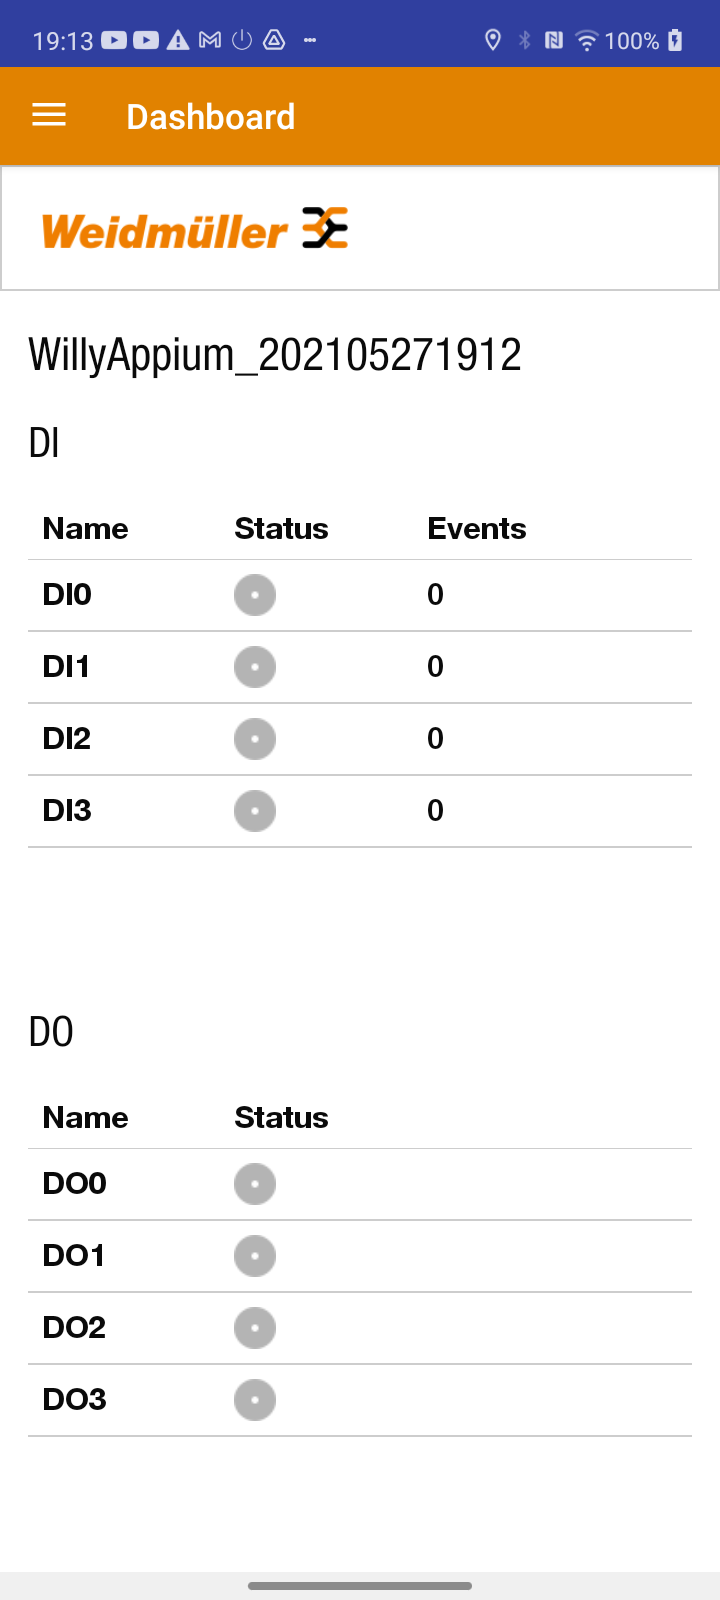 19:13 100%
Dashboard
Weidmüller
WillyAppium_202105271912
DI
Name Status Events
DI0 0
DI1 0
DI2 0
DI3 0
DO
Name Status
DO0
DO1
DO2
DO3